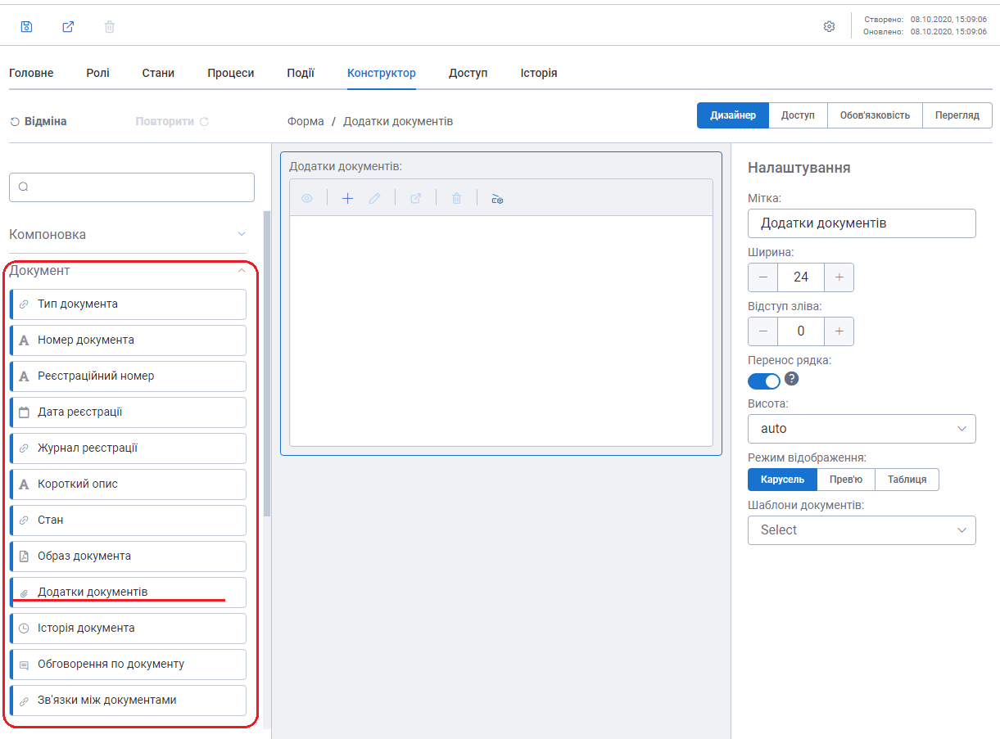 Створено: 08.10.2020, 15:09:06
Оновлено: 08.10.2020, 15:09:06
Головне Ролі Стани Процеси Події Конструктор Доступ Історія
Відміна Повторити Форма / Додатки документів Дизайнер Доступ Обов'язковість Перегляд
Компоновка
Документ
Тип документа
Номер документа
Реєстраційний номер
Дата реєстрації
Журнал реєстрації
Короткий опис
Стан
Образ документа
Додатки документів
Історія документа
Обговорення по документу
Зв'язки між документами
Додатки документів:
Налаштування
Мітка:
Додатки документів
Ширина:
24
Відступ зліва:
0
Перенос рядка:
Висота:
auto
Режим відображення:
Карусель Прев'ю Таблиця
Шаблони документів:
Select